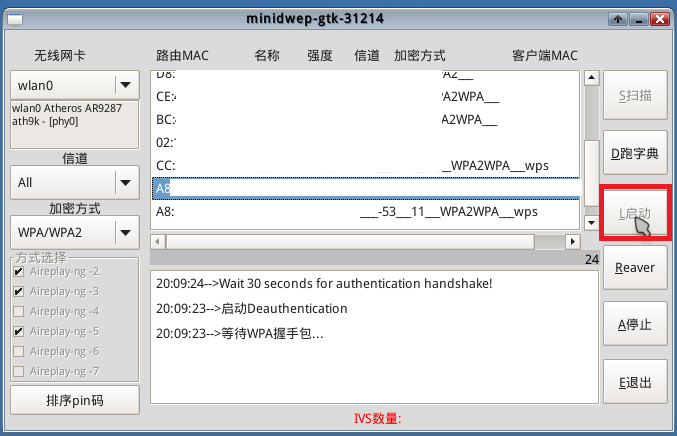 minidwep-gtk-31214
无线网卡 路由MAC 名称 强度 信道 加密方式 客户端MAC
wlan0
wlan0 Atheros AR9287
ath9k - [phy0]
信道
All
加密方式
WPA/WPA2
方式选择
Aireplay-ng -2
Aireplay-ng -3
Aireplay-ng -4
Aireplay-ng -5
Aireplay-ng -6
Aireplay-ng -7
排序pin码
D8: A2___
CE: A2WPA___
BC: A2WPA___
02:
CC: __WPA2WPA___wps
A8
A8: ____-53___11___WPA2WPA___wps
24
20:09:24-->Wait 30 seconds for authentication handshake!
20:09:23-->启动Deauthentication
20:09:23-->等待WPA握手包...
IVS数量:
S扫描
D跑字典
L启动
Reaver
A停止
E退出